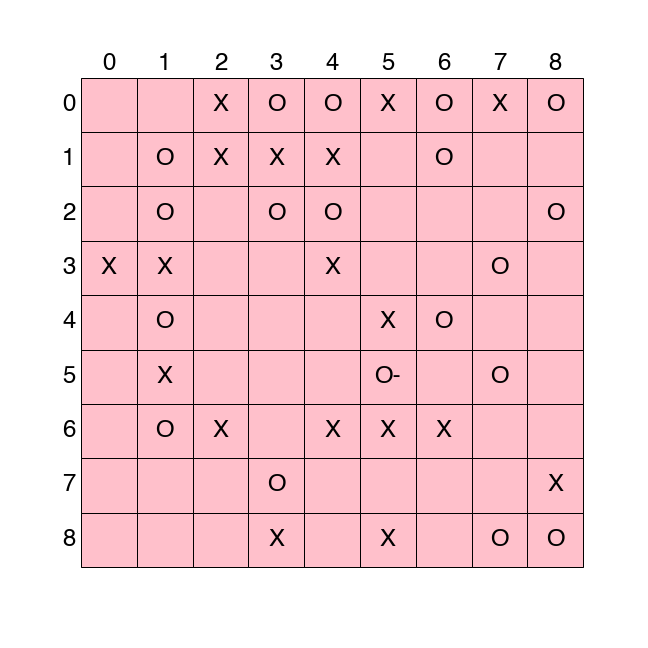 0 1 2 3 4 5 6 7 8
0 X O O X O X O
1 O X X X O
2 O O O O
3 X X X O
4 O X O
5 X O- O
6 O X X X X
7 O X
8 X X O O